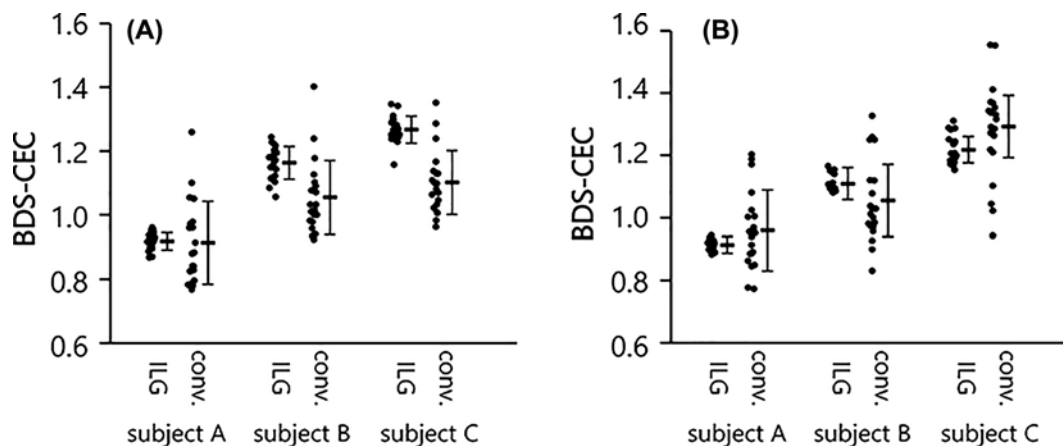 (A)
BDS-CEC
1.6
1.4
1.2
1.0
0.8
0.6
ILG conv. ILG conv. ILG conv.
subject A subject B subject C
(B)
BDS-CEC
1.6
1.4
1.2
1.0
0.8
0.6
ILG conv. ILG conv. ILG conv.
subject A subject B subject C